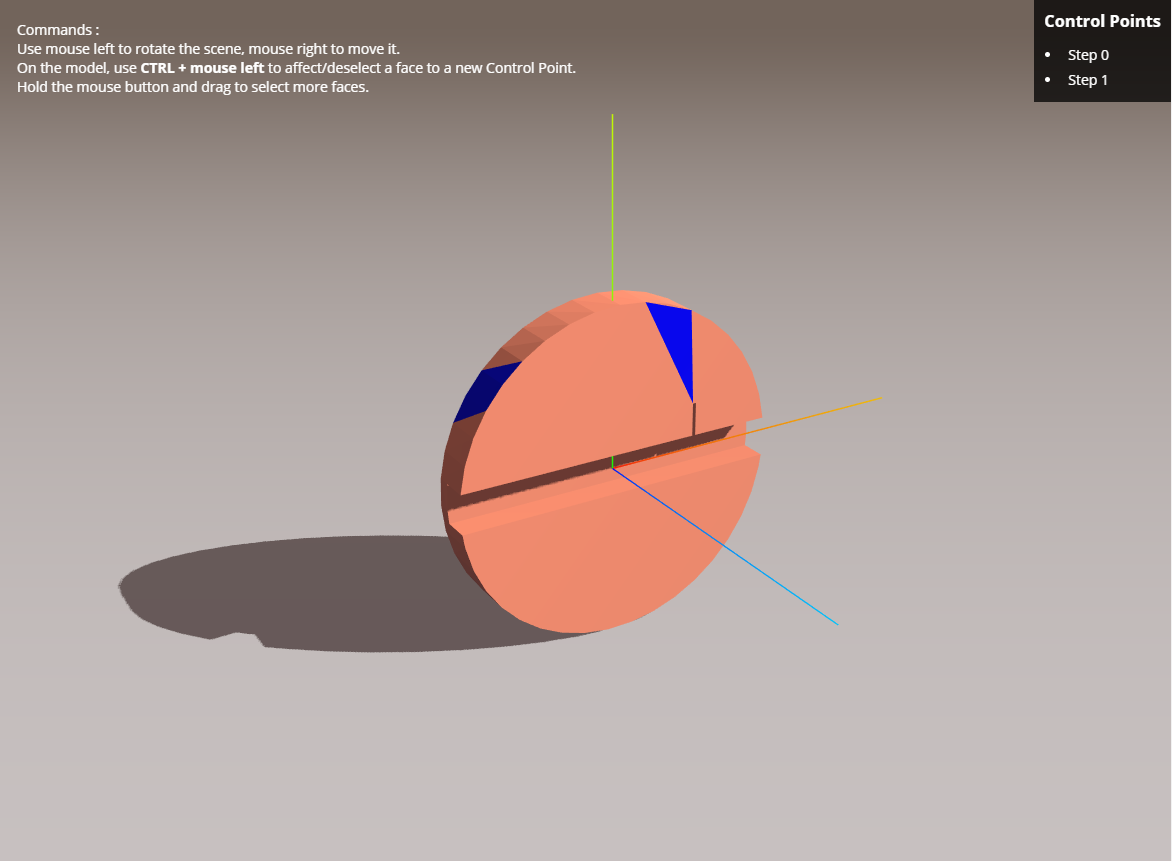 Commands :
Use mouse left to rotate the scene, mouse right to move it.
On the model, use CTRL + mouse left to affect/deselect a face to a new Control Point.
Hold the mouse button and drag to select more faces.
Control Points
Step 0
Step 1